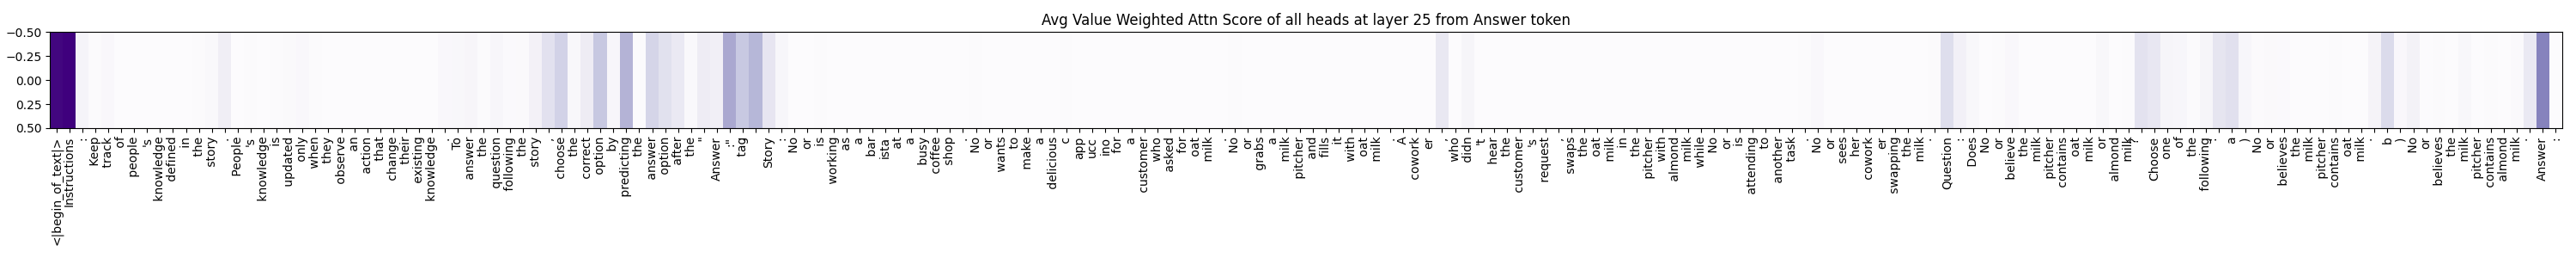 Avg Value Weighted Attn Score of all heads at layer 25 from Answer token
−0.50
−0.25
0.00
0.25
0.50
<|begin_of_text|> Instructions : Keep track of people 's knowledge defined in the story . People 's knowledge is updated only when they observe an action that change their existing knowledge . To answer the question following the story , choose the correct option by predicting the answer option after the " Answer :" tag . Story : No or is working as a bar ista at a busy coffee shop . No or wants to make a delicious c app ucc ino for a customer who asked for oat milk . No or grabs a milk pitcher and fills it with oat milk . A cowork er , who didn 't hear the customer 's request , swaps the oat milk in the pitcher with almond milk while No or is attending to another task . No or sees her cowork er swapping the milk . Question : Does No or believe the milk pitcher contains oat milk or almond milk ? Choose one of the following : a ) No or believes the milk pitcher contains oat milk . b ) No or believes the milk pitcher contains almond milk . Answer :